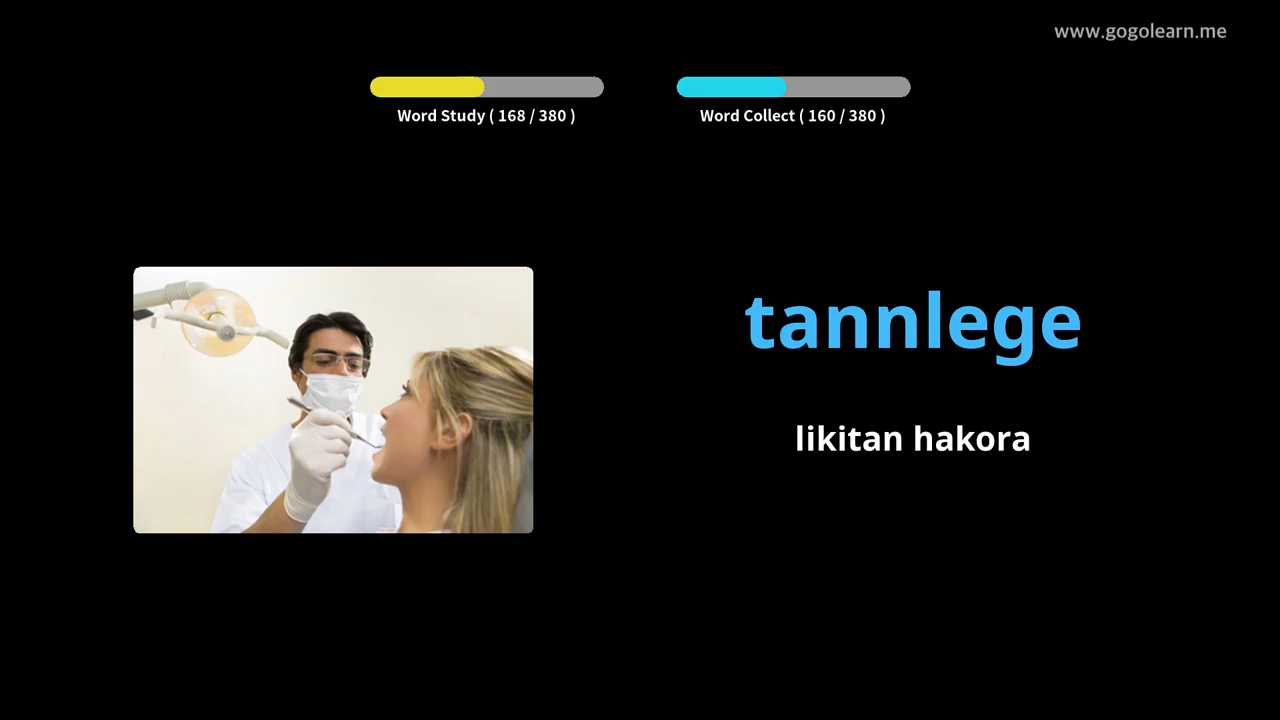 www.gogolearn.me
Word Study ( 168 / 380 )
Word Collect ( 160 / 380 )
tannlege
likitan hakora